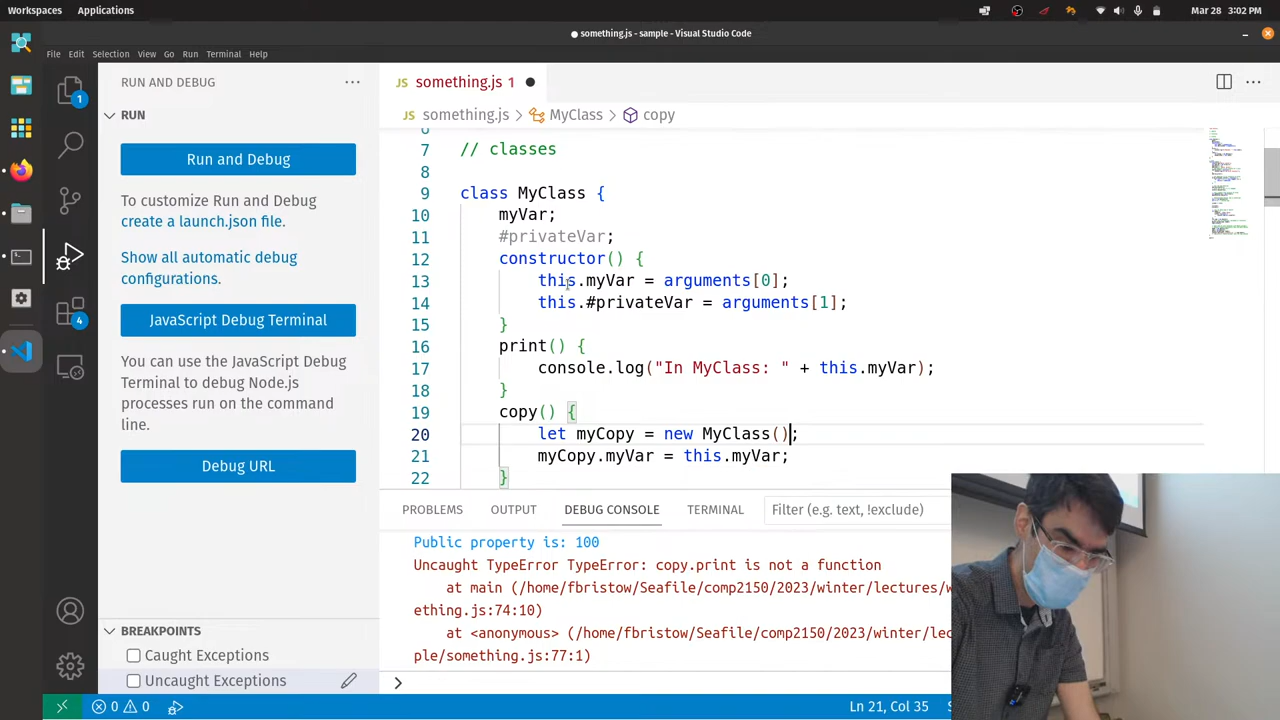 Workspaces Applications Mar 28 3:02 PM
something.js - sample - Visual Studio Code
File Edit Selection View Go Run Terminal Help
RUN AND DEBUG ··· JS something.js 1
RUN
JS something.js > MyClass > copy
Run and Debug
To customize Run and Debug
create a launch.json file.
Show all automatic debug
configurations.
JavaScript Debug Terminal
You can use the JavaScript
Debug Terminal to debug Node.js
processes run on the command
line.
Debug URL
BREAKPOINTS
Caught Exceptions
Uncaught Exceptions
1
4
6
7 // classes
8
9 class MyClass {
10 myVar;
11 #privateVar;
12 constructor() {
13 this.myVar = arguments[0];
14 this.#privateVar = arguments[1];
15 }
16 print() {
17 console.log("In MyClass: " + this.myVar);
18 }
19 copy() {
20 let myCopy = new MyClass();
21 myCopy.myVar = this.myVar;
22 }
PROBLEMS OUTPUT DEBUG CONSOLE TERMINAL Filter (e.g. text, !exclude)
Public property is: 100
Uncaught TypeError TypeError: copy.print is not a function
at main (/home/fbristow/Seafile/comp2150/2023/winter/lectures/w
ething.js:74:10)
at <anonymous> (/home/fbristow/Seafile/comp2150/2023/winter/lec
ple/something.js:77:1)
>
0 0 Ln 21, Col 35